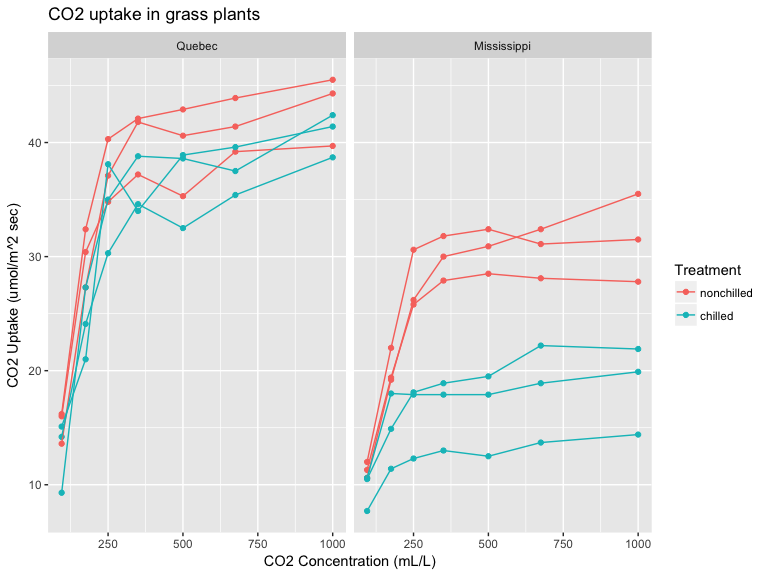 CO2 uptake in grass plants
Quebec
Mississippi
40
30
20
10
CO2 Uptake (umol/m^2 sec)
250
500
750
1000
250
500
750
1000
CO2 Concentration (mL/L)
Treatment
nonchilled
chilled